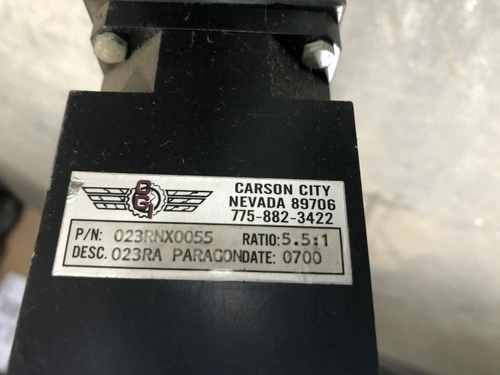 CGI
CARSON CITY
NEVADA 89706
775-882-3422
P/N: 023RNX0055 RATIO: 5.5:1
DESC. 023RA PARAGON DATE: 0700